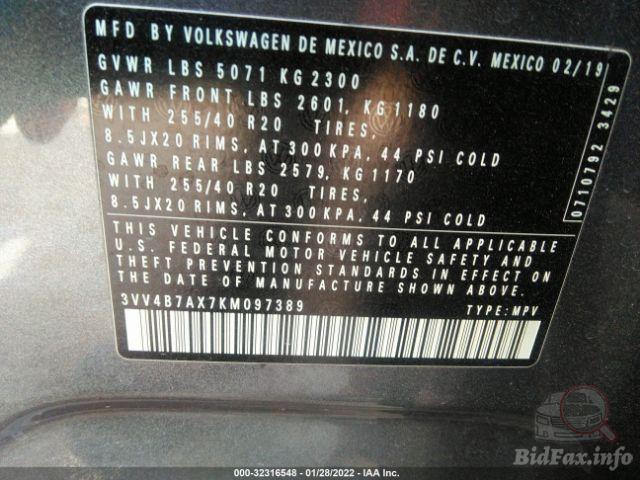 MFD BY VOLKSWAGEN DE MEXICO S.A. DE C.V. MEXICO 02/19
GVWR LBS 5071 KG 2300
GAWR FRONT LBS 2601, KG 1180
WITH 255/40 R20 TIRES,
8.5JX20 RIMS, AT 300 KPA, 44 PSI COLD
GAWR REAR LBS 2579, KG 1170
WITH 255/40 R20 TIRES,
8.5JX20 RIMS, AT 300 KPA, 44 PSI COLD
THIS VEHICLE CONFORMS TO ALL APPLICABLE
U.S. FEDERAL MOTOR VEHICLE SAFETY AND
THEFT PREVENTION STANDARDS IN EFFECT ON
THE DATE OF MANUFACTURE SHOWN ABOVE.
3VV4B7AX7KM097389 TYPE: MPV
0710792 3429
000-32316548 - 01/28/2022 - IAA Inc.
BidFax.info